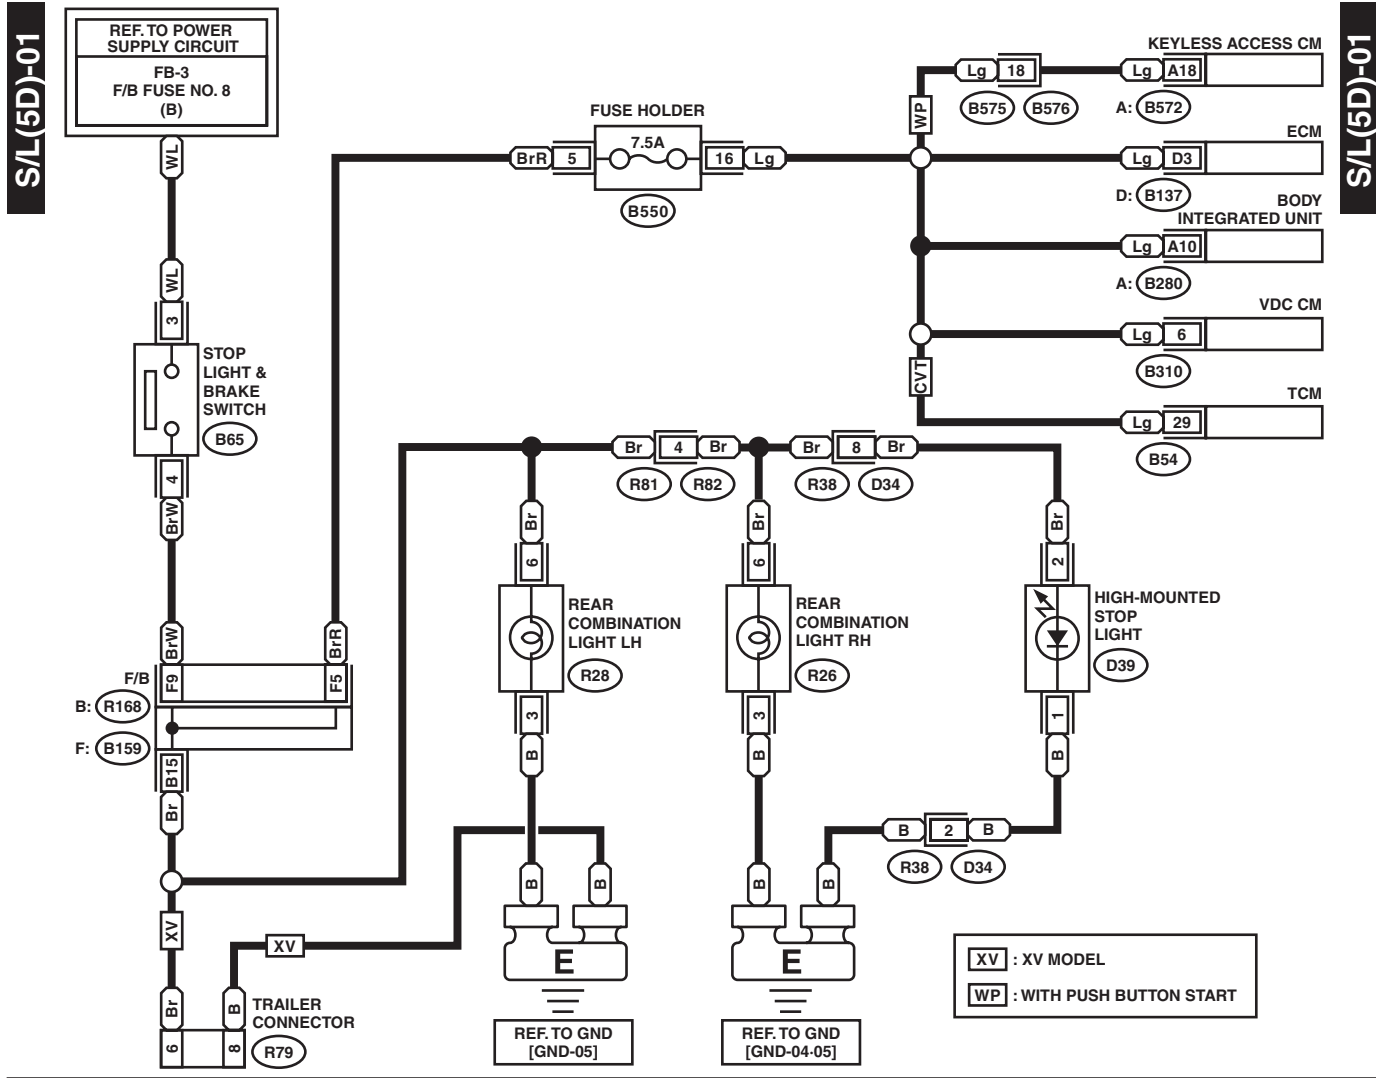 S/L(5D)-01
S/L(5D)-01
REF. TO POWER
SUPPLY CIRCUIT
FB-3
F/B FUSE NO. 8
(B)
WL
WL
3
STOP
LIGHT &
BRAKE
SWITCH
B65
4
BrW
BrW
BrR
F/B
F9
F5
B: R168
F: B159
B15
Br
XV
Br
B
6
8
TRAILER
CONNECTOR
R79
XV
FUSE HOLDER
BrR
5
7.5A
16
Lg
B550
WP
Lg
18
B575
B576
KEYLESS ACCESS CM
Lg
A18
A: B572
ECM
Lg
D3
D: B137
BODY
INTEGRATED UNIT
Lg
A10
A: B280
VDC CM
Lg
6
B310
CVT
TCM
Lg
29
B54
Br
4
Br
R81
R82
Br
8
Br
R38
D34
Br
6
REAR
COMBINATION
LIGHT LH
R28
3
B
Br
6
REAR
COMBINATION
LIGHT RH
R26
3
B
Br
2
HIGH-MOUNTED
STOP
LIGHT
D39
1
B
B
2
B
R38
D34
B
B
E
REF. TO GND
[GND-05]
B
B
E
REF. TO GND
[GND-04·05]
XV : XV MODEL
WP : WITH PUSH BUTTON START